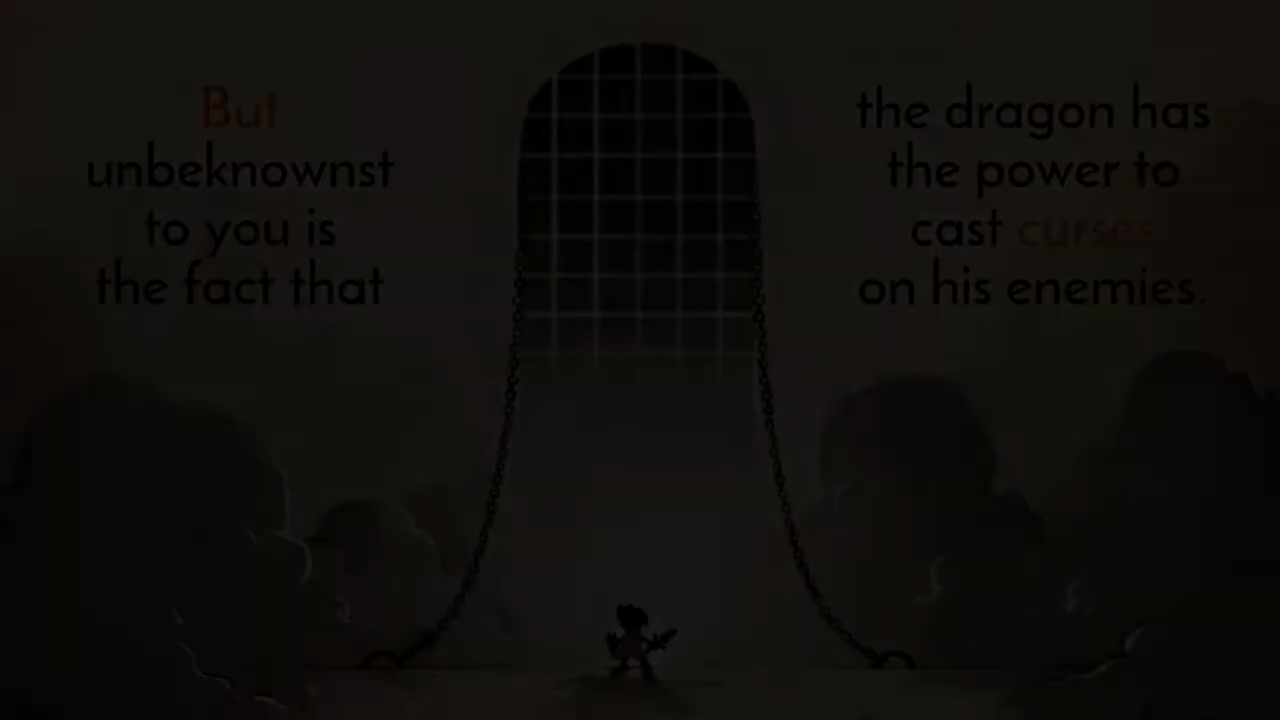 But
unbeknownst
to you is
the fact that
the dragon has
the power to
cast curses
on his enemies.